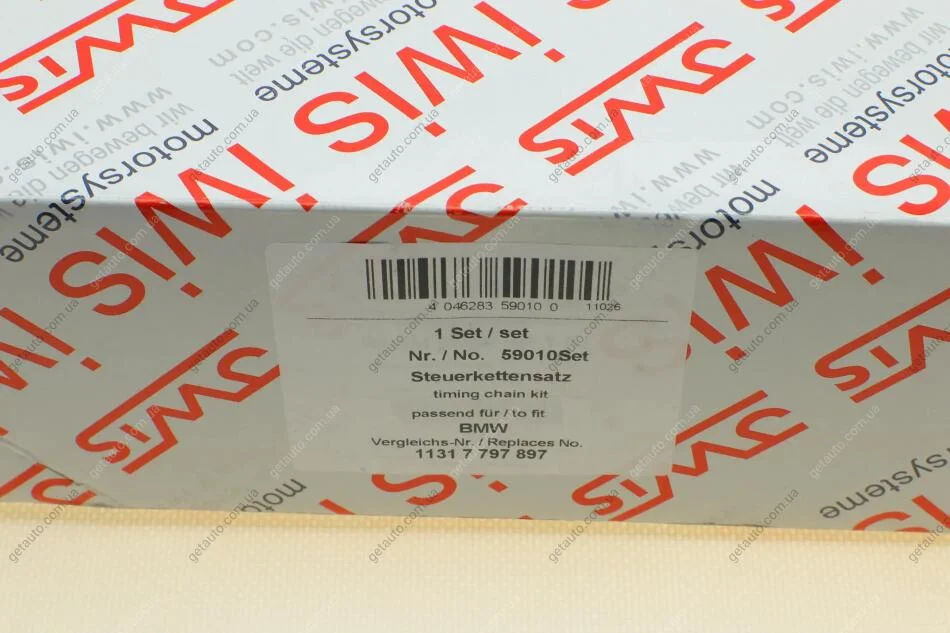 iwis
motorsysteme
wir bewegen die welt
www.iwis.com
4 046283 59010 0 11026
1 Set / set
Nr. / No. 59010Set
Steuerkettensatz
timing chain kit
passend für / to fit
BMW
Vergleichs-Nr. / Replaces No.
1131 7 797 897
getauto.com.ua